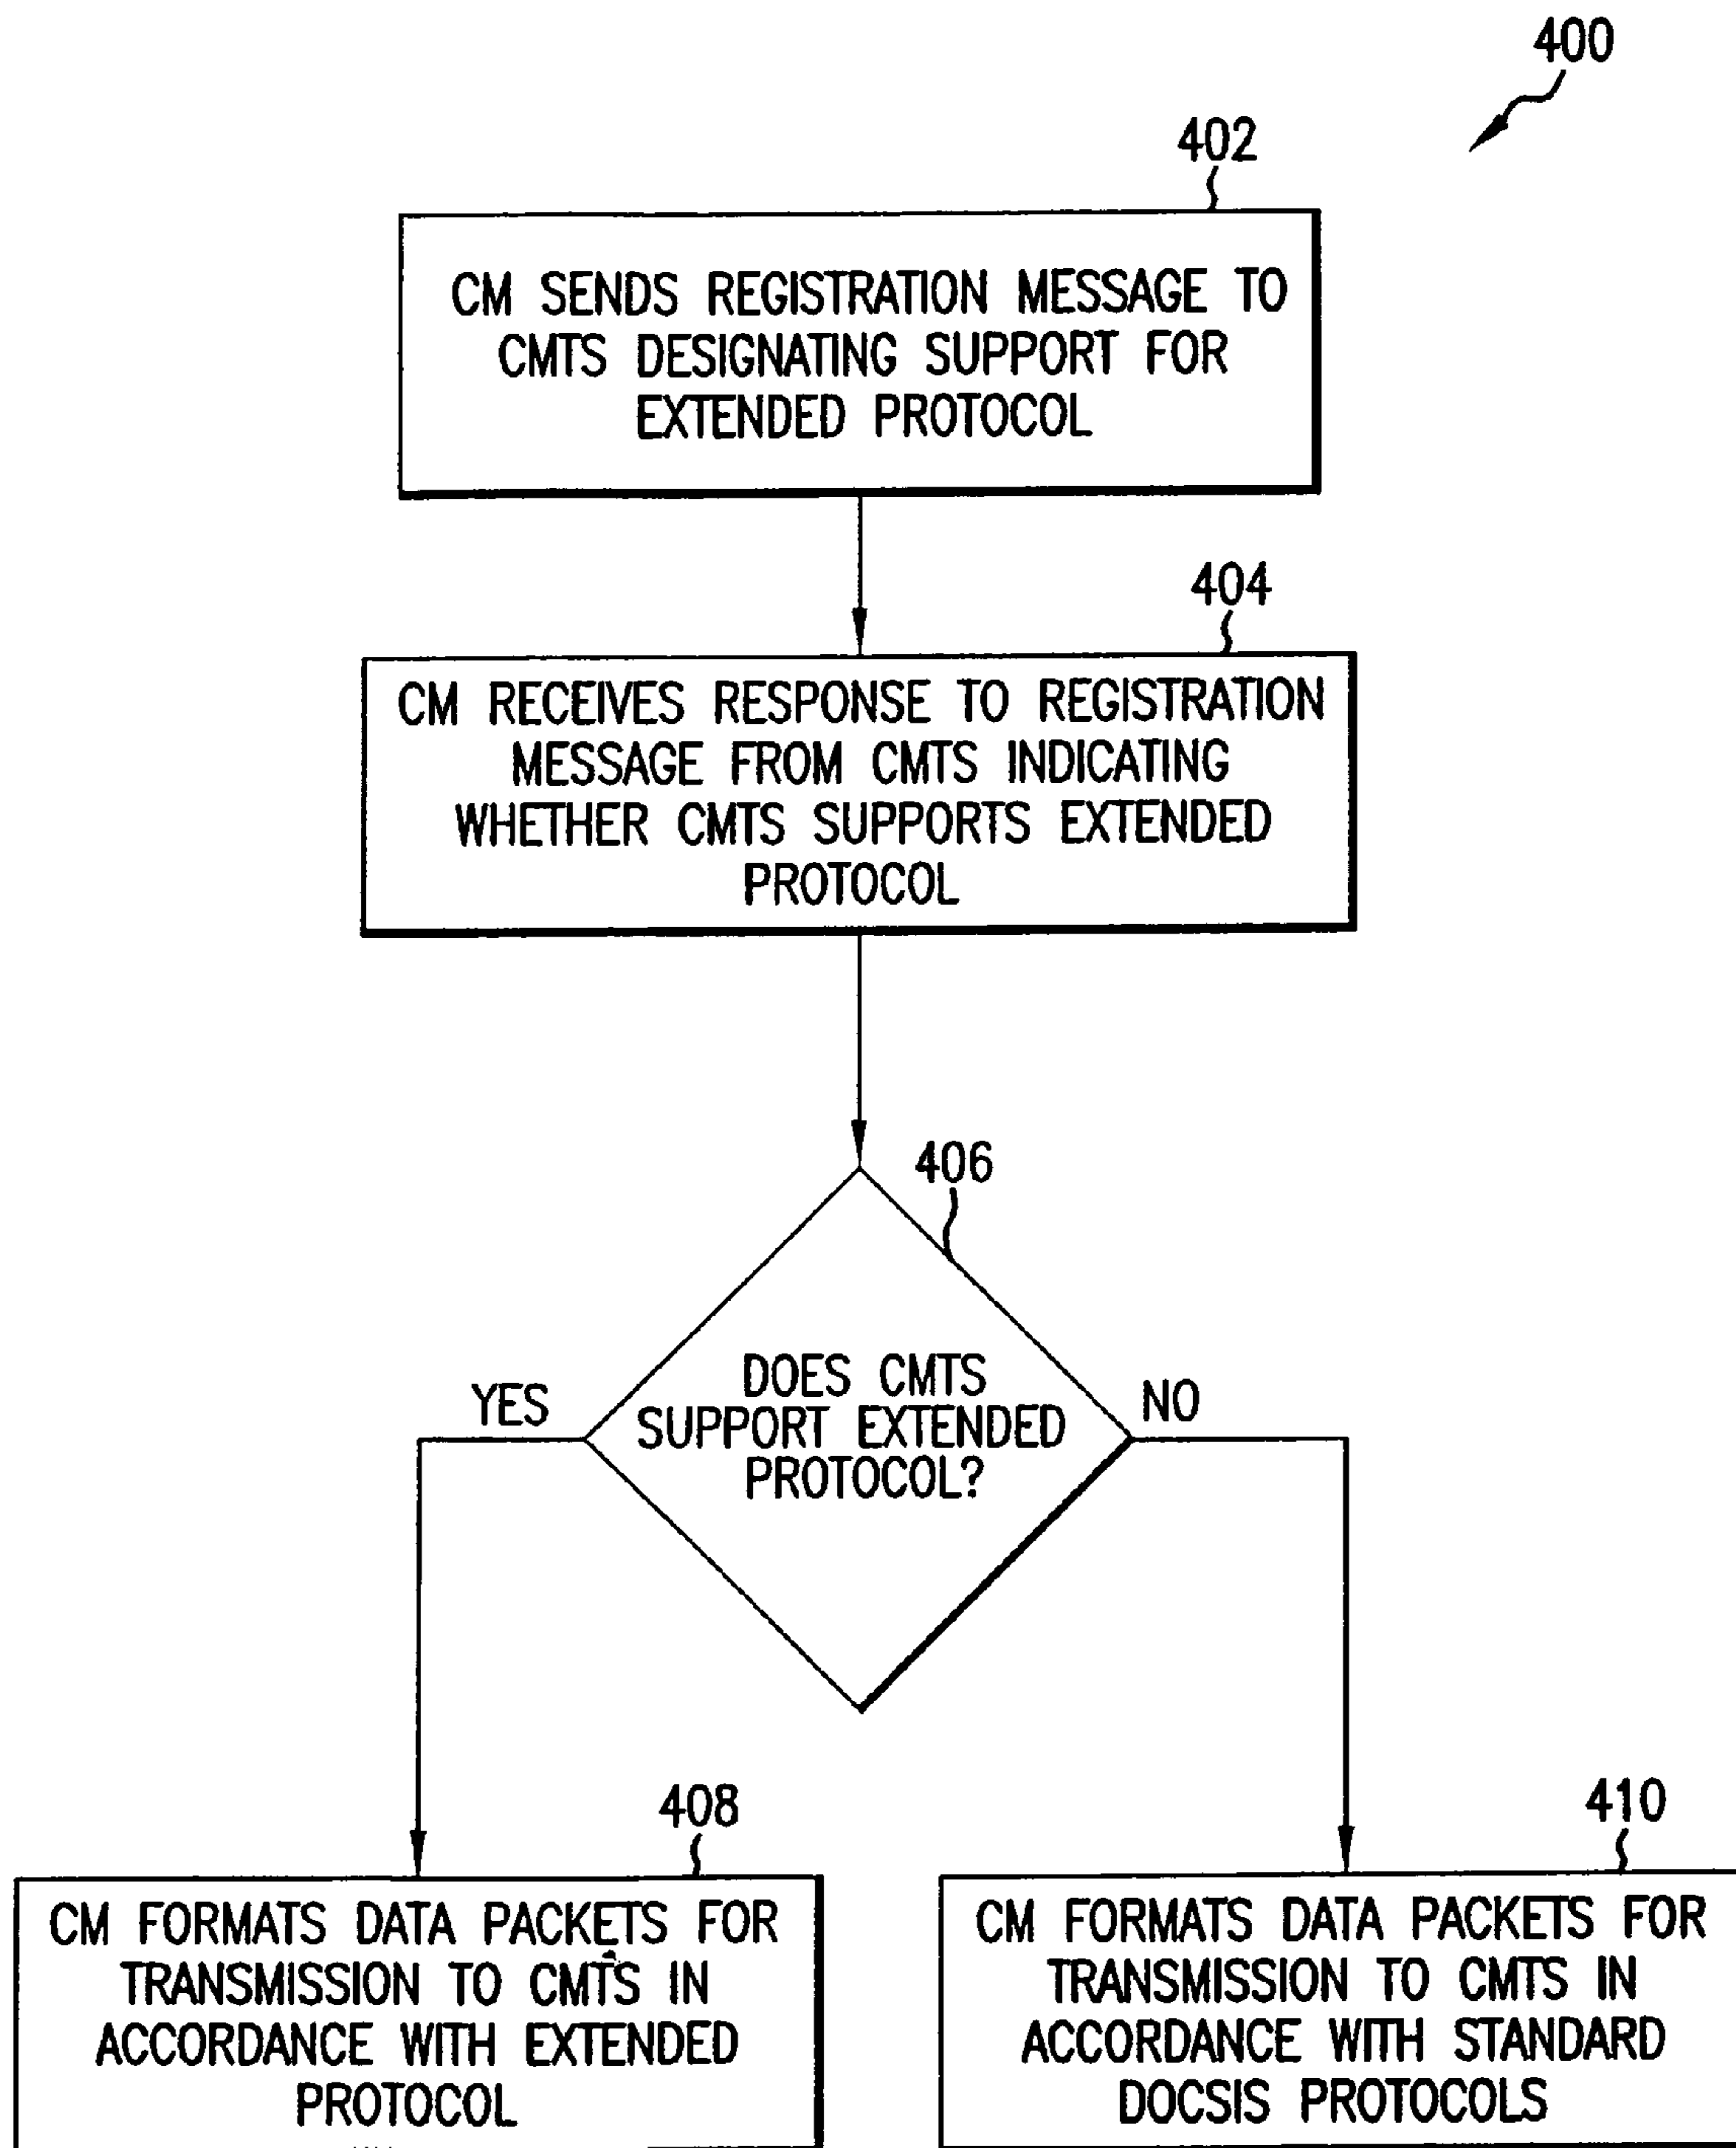 400
402
CM SENDS REGISTRATION MESSAGE TO
CMTS DESIGNATING SUPPORT FOR
EXTENDED PROTOCOL
404
CM RECEIVES RESPONSE TO REGISTRATION
MESSAGE FROM CMTS INDICATING
WHETHER CMTS SUPPORTS EXTENDED
PROTOCOL
406
DOES CMTS
SUPPORT EXTENDED
PROTOCOL?
YES
NO
408
CM FORMATS DATA PACKETS FOR
TRANSMISSION TO CMTS IN
ACCORDANCE WITH EXTENDED
PROTOCOL
410
CM FORMATS DATA PACKETS FOR
TRANSMISSION TO CMTS IN
ACCORDANCE WITH STANDARD
DOCSIS PROTOCOLS